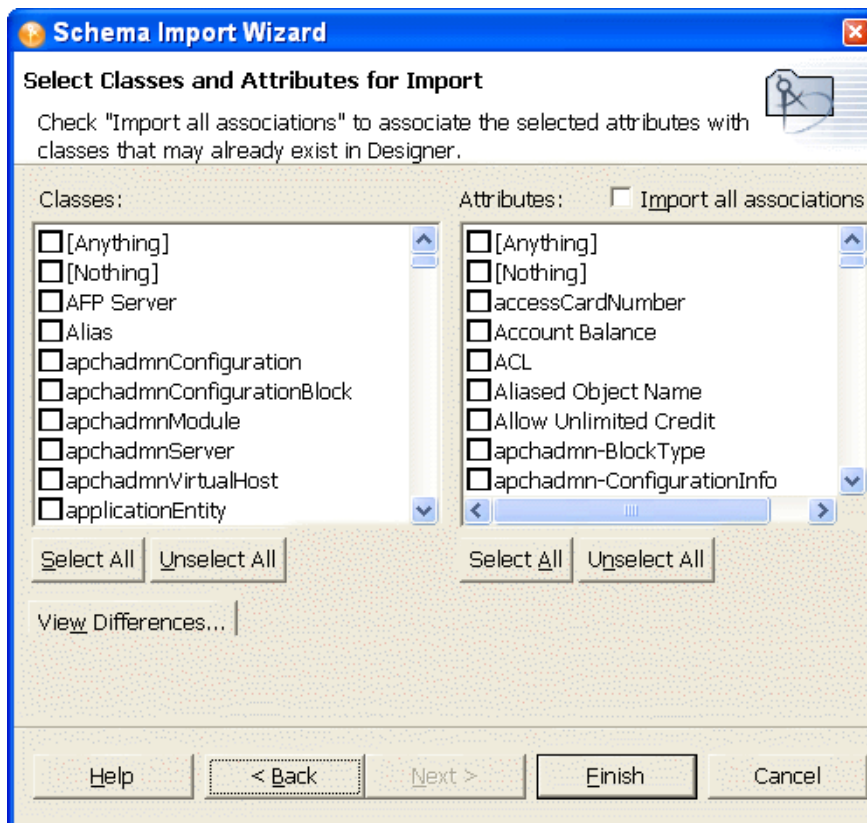 Schema Import Wizard
Select Classes and Attributes for Import
Check "Import all associations" to associate the selected attributes with
classes that may already exist in Designer.
Classes:
[Anything]
[Nothing]
AFP Server
Alias
apchadmnConfiguration
apchadmnConfigurationBlock
apchadmnModule
apchadmnServer
apchadmnVirtualHost
applicationEntity
Select All Unselect All
Attributes: Import all associations
[Anything]
[Nothing]
accessCardNumber
Account Balance
ACL
Aliased Object Name
Allow Unlimited Credit
apchadmn-BlockType
apchadmn-ConfigurationInfo
Select All Unselect All
View Differences...
Help < Back Next > Finish Cancel